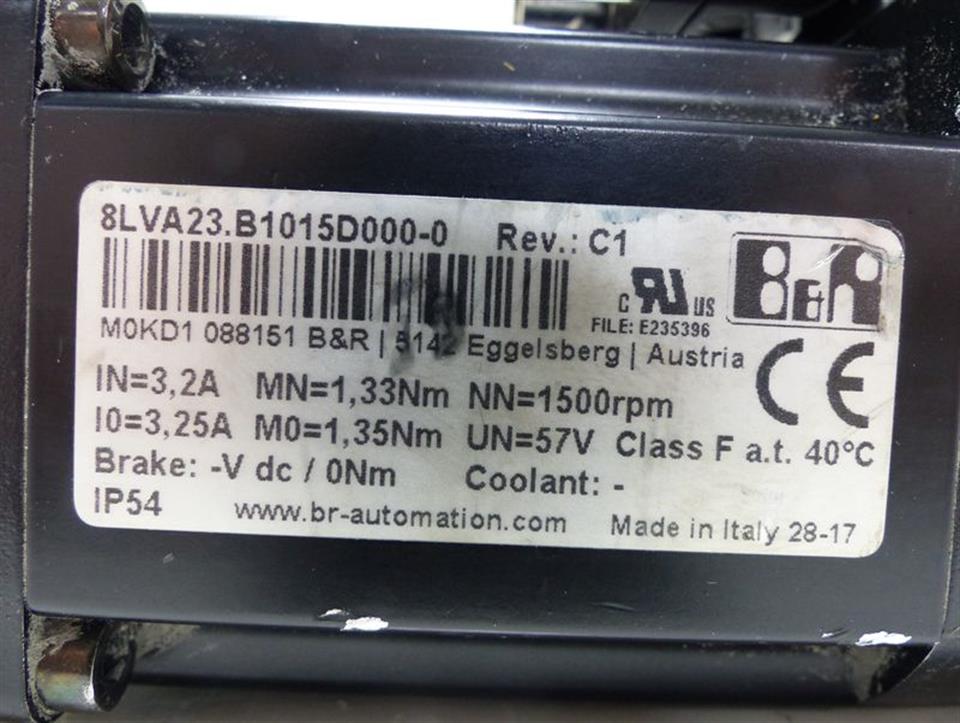 8LVA23.B1015D000-0 Rev.: C1
B&R
C RU US
FILE: E235396
M0KD1 088151 B&R | 5142 Eggelsberg | Austria
CE
IN=3,2A MN=1,33Nm NN=1500rpm
I0=3,25A M0=1,35Nm UN=57V Class F a.t. 40°C
Brake: -V dc / 0Nm Coolant: -
IP54 www.br-automation.com Made in Italy 28-17